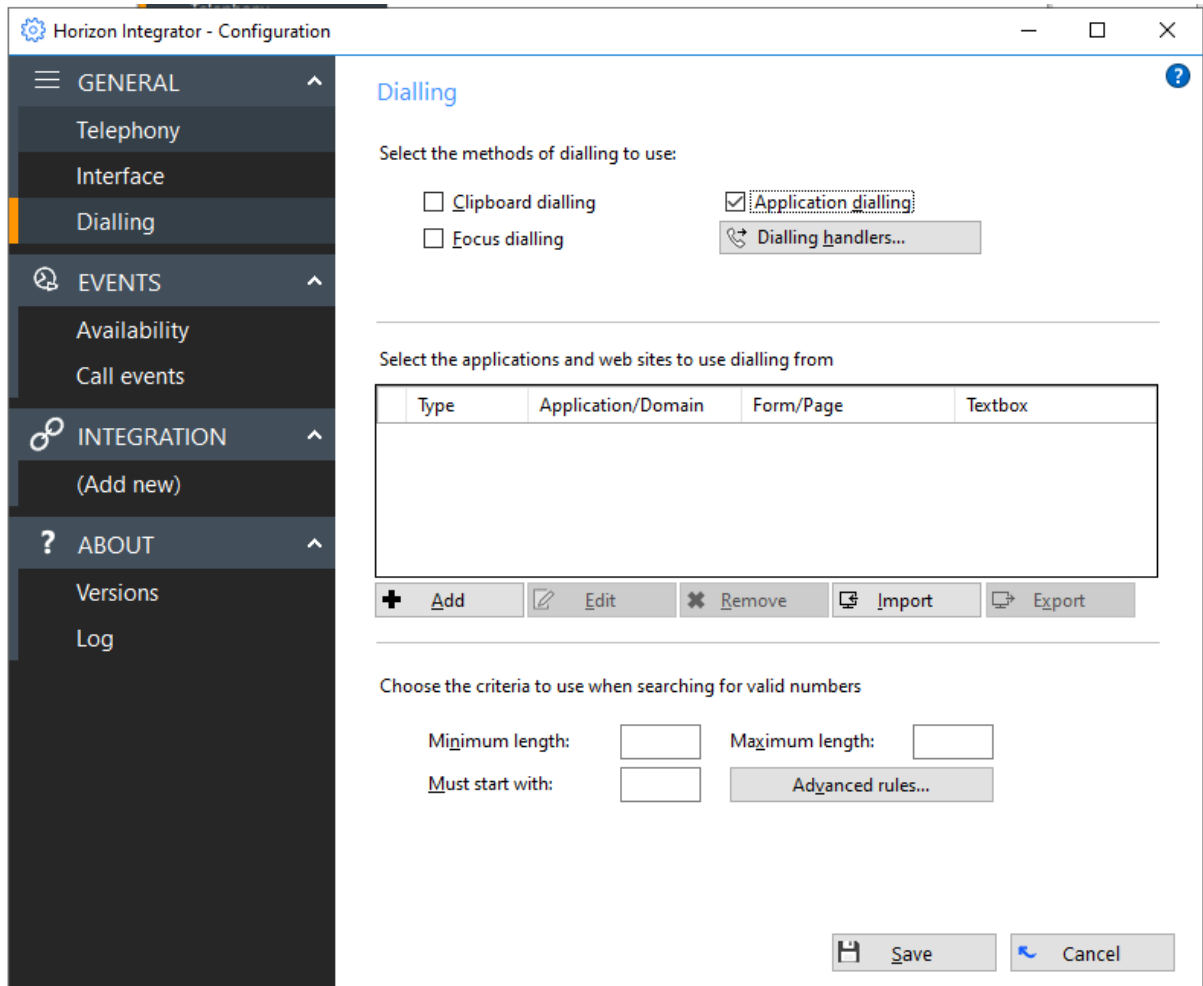 Telephony
Horizon Integrator - Configuration
GENERAL
Telephony
Interface
Dialling
EVENTS
Availability
Call events
INTEGRATION
(Add new)
? ABOUT
Versions
Log
?
Dialling
Select the methods of dialling to use:
Clipboard dialling
Application dialling
Focus dialling
Dialling handlers...
Select the applications and web sites to use dialling from
Type Application/Domain Form/Page Textbox
Add Edit Remove Import Export
Choose the criteria to use when searching for valid numbers
Minimum length: Maximum length:
Must start with: Advanced rules...
Save Cancel